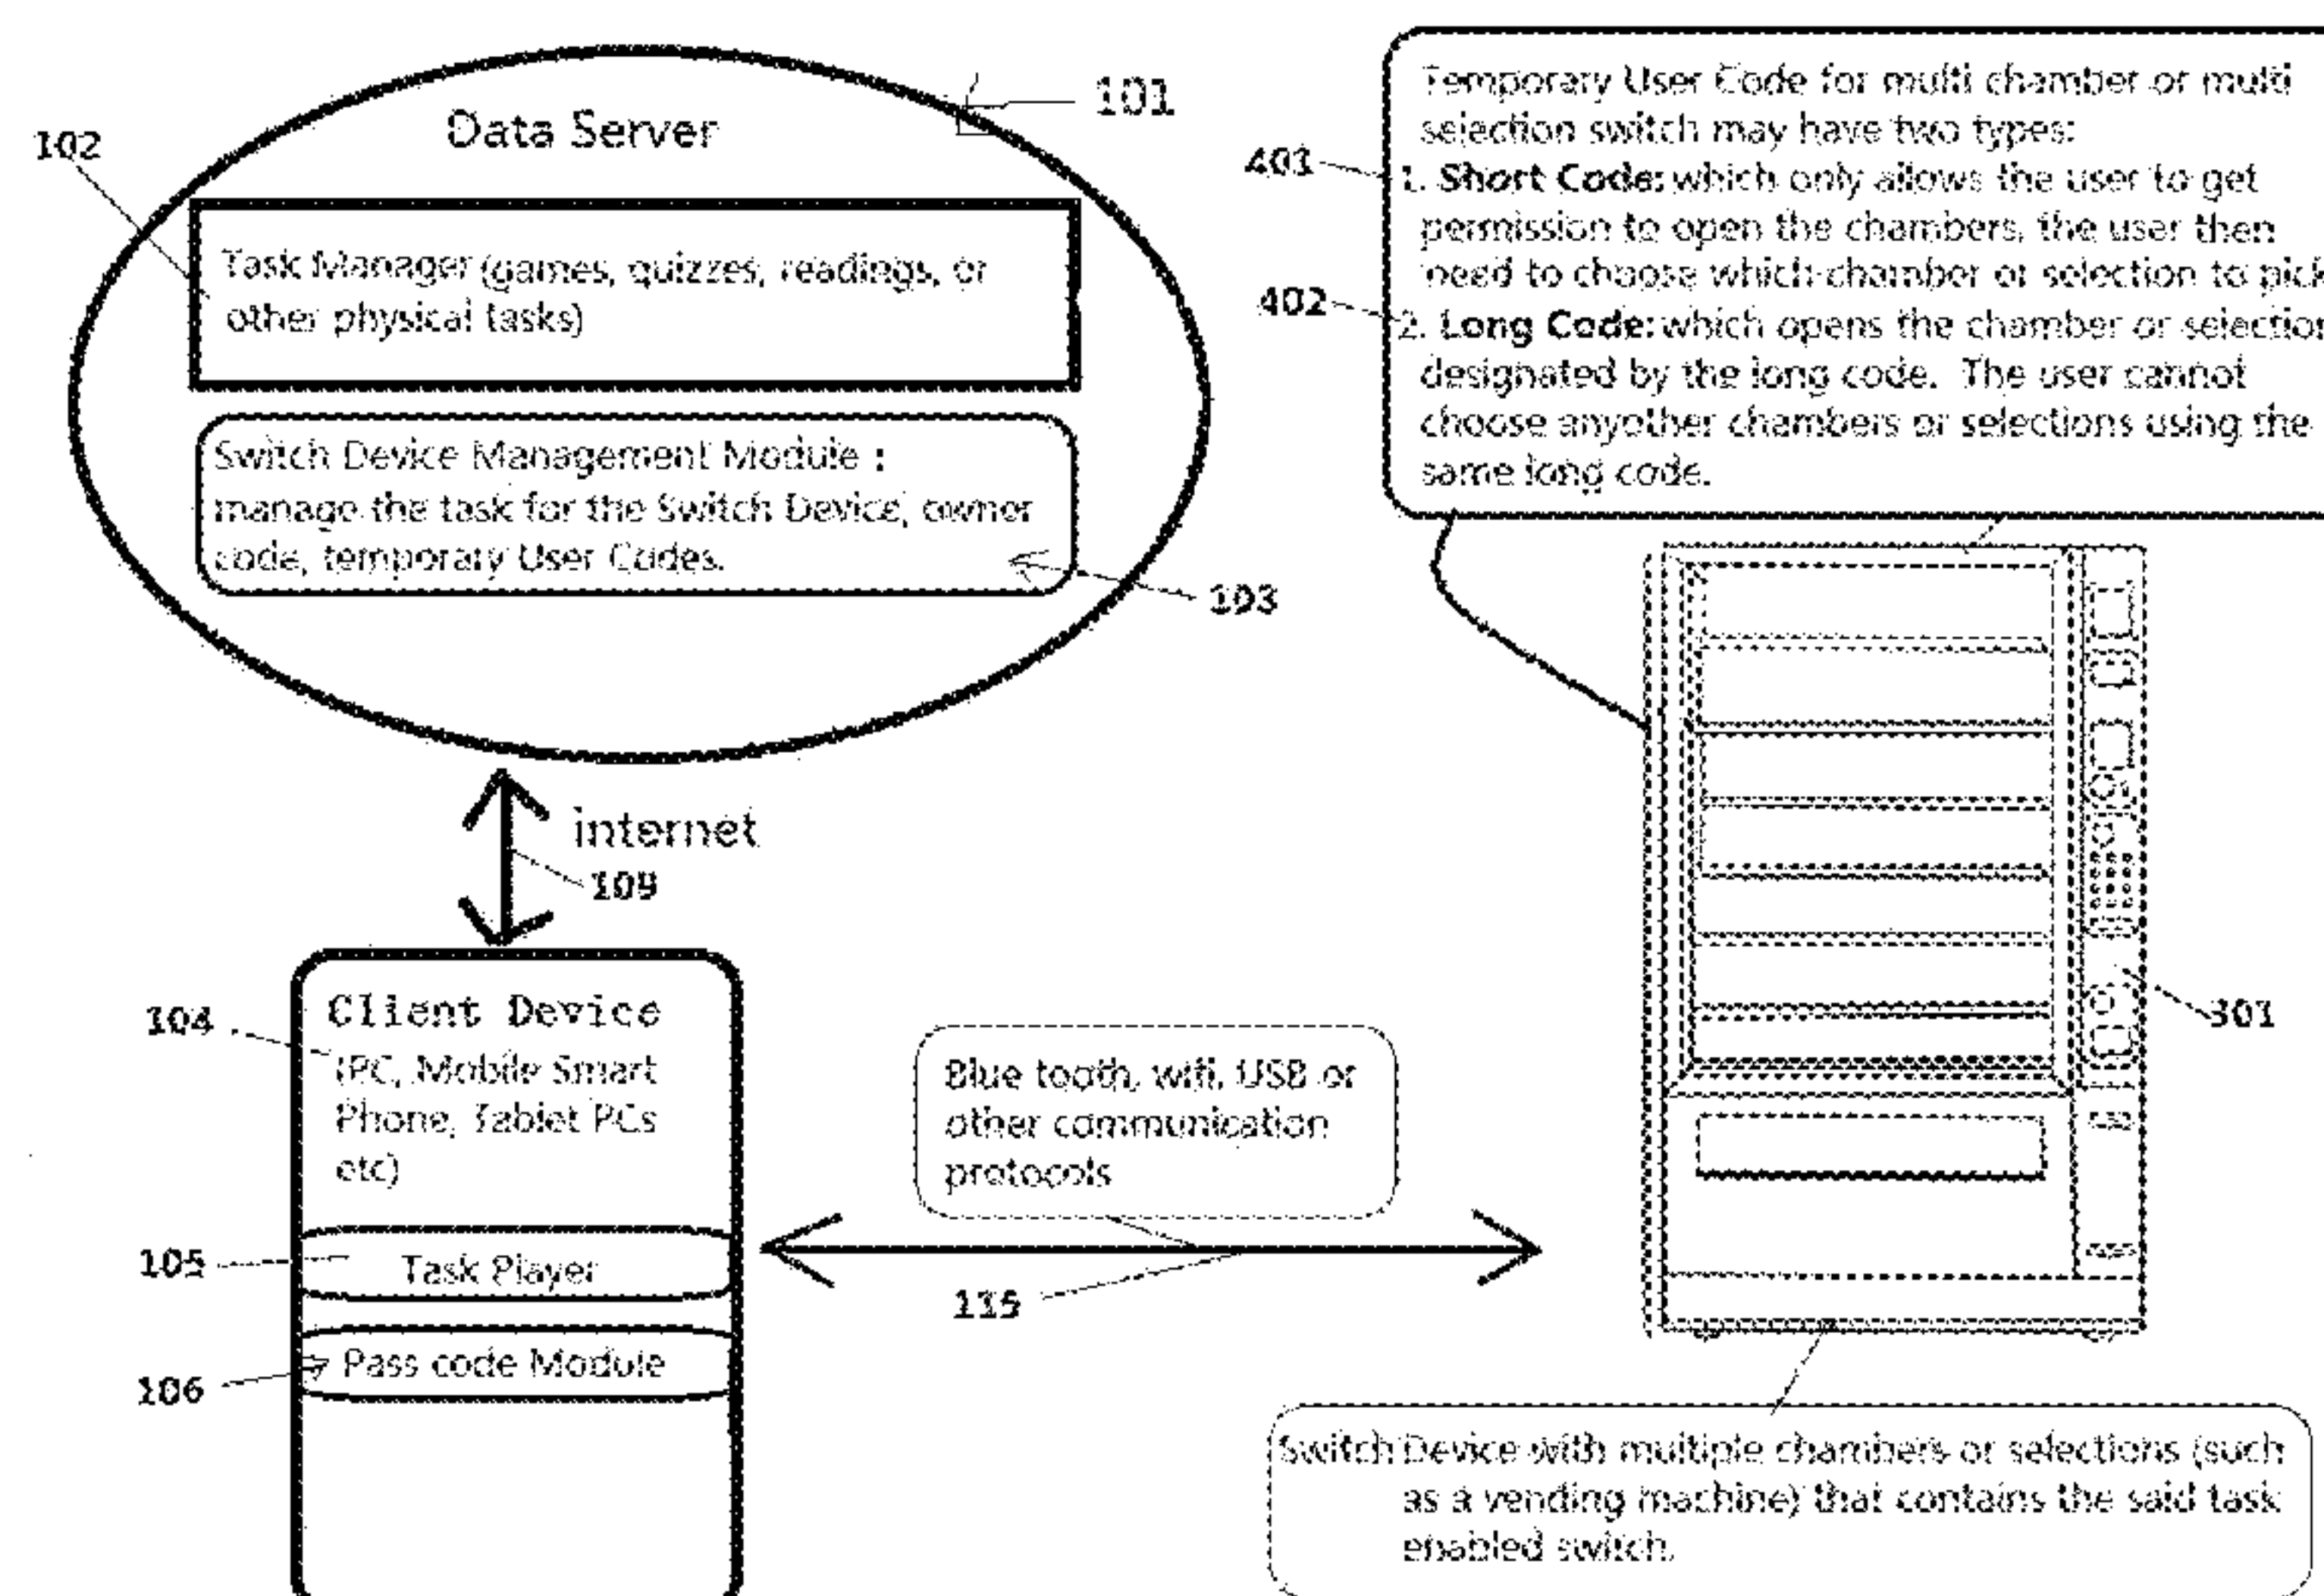 101
Data Server
102
Task Manager (games, quizzes, readings, or
other physical tasks)
Switch Device Management Module :
manage the task for the Switch Device, owner
code, temporary User Codes.
103
internet
109
104
Client Device
(PC, Mobile Smart
Phone, Tablet PCs
etc)
105
Task Player
106
Pass code Module
Blue tooth, wifi, USB or
other communication
protocols
115
Temporary User Code for multi chamber or multi
selection switch may have two types:
401
1. Short Code: which only allows the user to get
permission to open the chambers, the user then
need to choose which chamber or selection to pick
402
2. Long Code: which opens the chamber or selection
designated by the long code. The user cannot
choose anyother chambers or selections using the
same long code.
301
Switch Device with multiple chambers or selections (such
as a vending machine) that contains the said task
enabled switch.